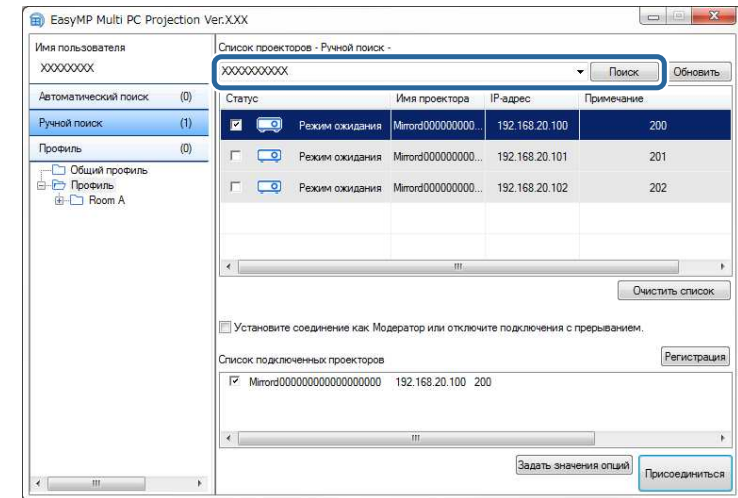 EasyMP Multi PC Projection Ver.XXX
Имя пользователя
XXXXXXXX
Автоматический поиск (0)
Ручной поиск (1)
Профиль (0)
Общий профиль
Профиль
Room A
Список проекторов - Ручной поиск -
XXXXXXXXXX Поиск Обновить
Статус Имя проектора IP-адрес Примечание
Режим ожидания Mirrord000000000... 192.168.20.100 200
Режим ожидания Mirrord000000000... 192.168.20.101 201
Режим ожидания Mirrord000000000... 192.168.20.102 202
Очистить список
Установите соединение как Модератор или отключите подключения с прерыванием.
Список подключенных проекторов Регистрация
Mirrord000000000000000000 192.168.20.100 200
Задать значения опций Присоединиться